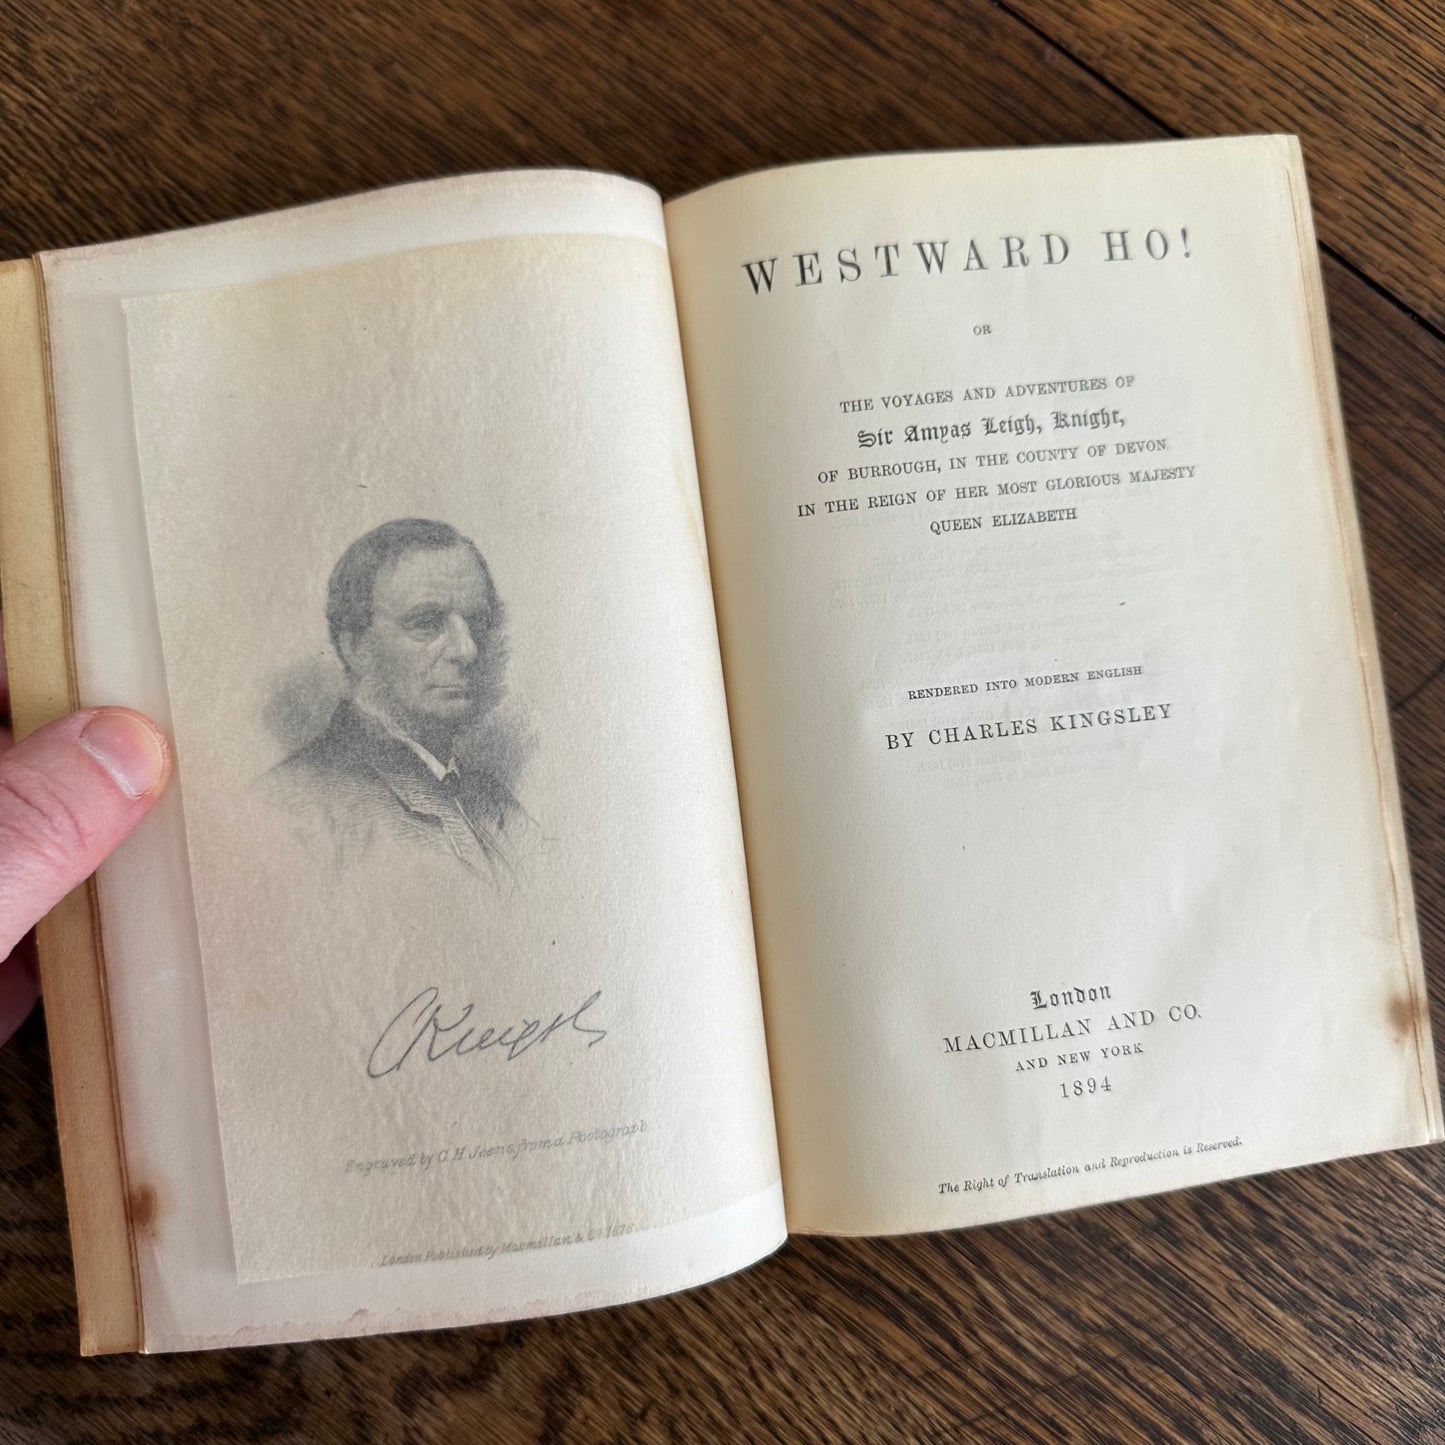 CKingsley
Engraved by C. H. Jeens, from a Photograph
London Published by Macmillan & Co. 1876
WESTWARD HO!
OR
THE VOYAGES AND ADVENTURES OF
Sir Amyas Leigh, Knight,
OF BURROUGH, IN THE COUNTY OF DEVON.
IN THE REIGN OF HER MOST GLORIOUS MAJESTY
QUEEN ELIZABETH
RENDERED INTO MODERN ENGLISH
BY CHARLES KINGSLEY
London
MACMILLAN AND CO.
AND NEW YORK
1894
The Right of Translation and Reproduction is Reserved.